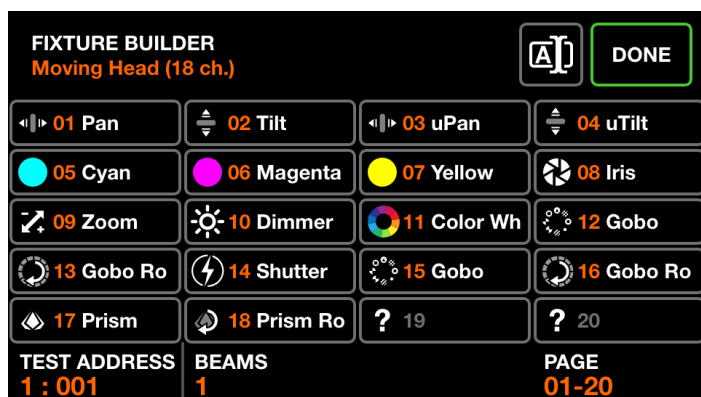 FIXTURE BUILDER
Moving Head (18 ch.)
A
DONE
01 Pan
02 Tilt
03 uPan
04 uTilt
05 Cyan
06 Magenta
07 Yellow
08 Iris
09 Zoom
10 Dimmer
11 Color Wh
12 Gobo
13 Gobo Ro
14 Shutter
15 Gobo
16 Gobo Ro
17 Prism
18 Prism Ro
? 19
? 20
TEST ADDRESS
1 : 001
BEAMS
1
PAGE
01-20